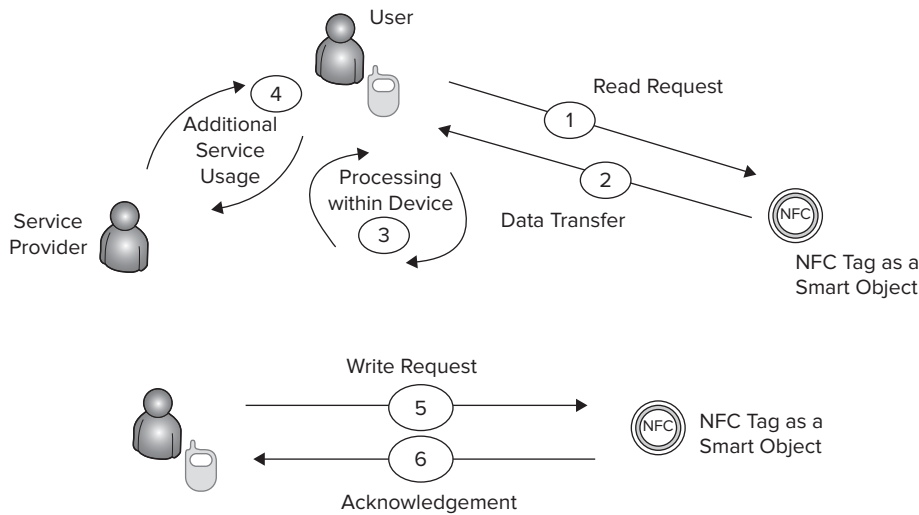 User
Read Request
1
4
Additional
Service
Usage
2
Processing
within Device
3
Data Transfer
Service
Provider
NFC
NFC Tag as a
Smart Object
Write Request
5
NFC
NFC Tag as a
Smart Object
6
Acknowledgement